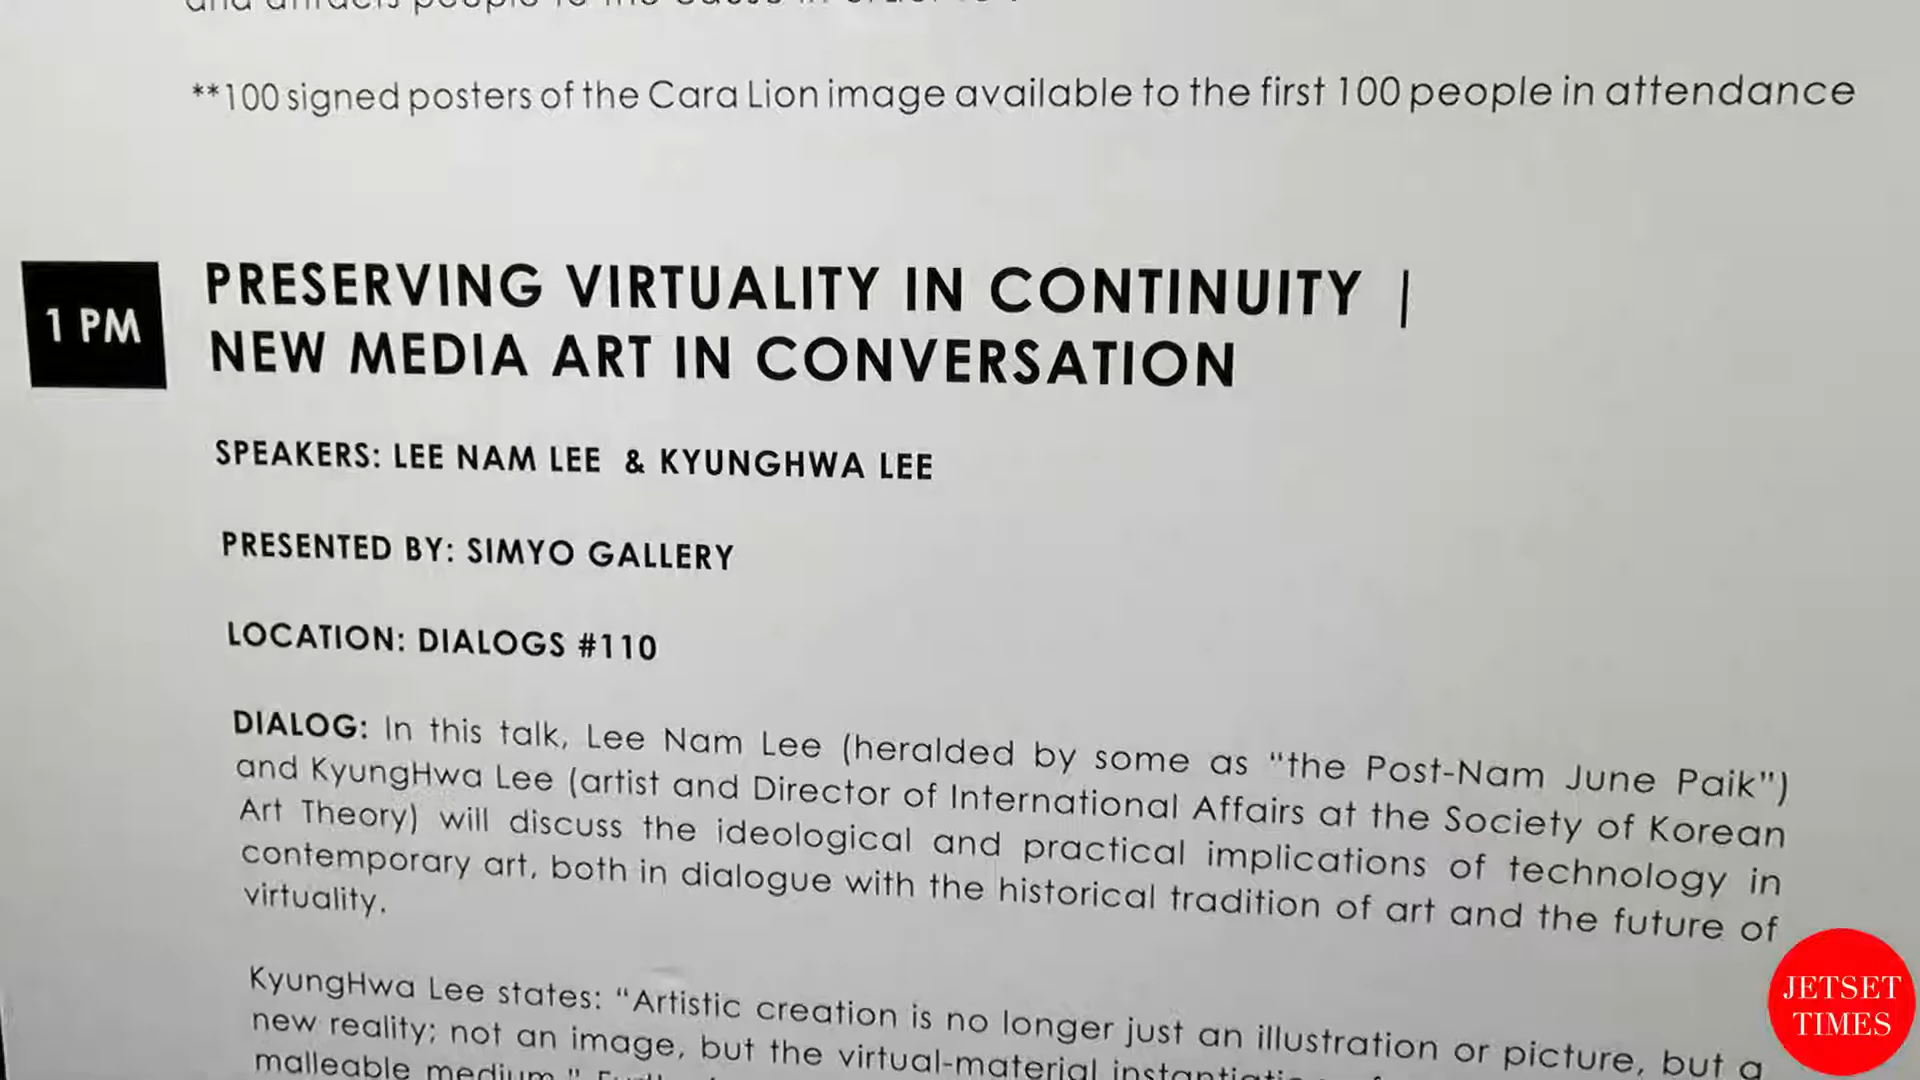 **100 signed posters of the Cara Lion image available to the first 100 people in attendance
1 PM
PRESERVING VIRTUALITY IN CONTINUITY |
NEW MEDIA ART IN CONVERSATION
SPEAKERS: LEE NAM LEE & KYUNGHWA LEE
PRESENTED BY: SIMYO GALLERY
LOCATION: DIALOGS #110
DIALOG: In this talk, Lee Nam Lee (heralded by some as “the Post-Nam June Paik")
and KyungHwa Lee (artist and Director of International Affairs at the Society of Korean
Art Theory) will discuss the ideological and practical implications of technology in
contemporary art, both in dialogue with the historical tradition of art and the future of
virtuality.
KyungHwa Lee states: “Artistic creation is no longer just an illustration or picture, but a
new reality; not an image, but the virtual-material
malleable medium."
JETSET
TIMES